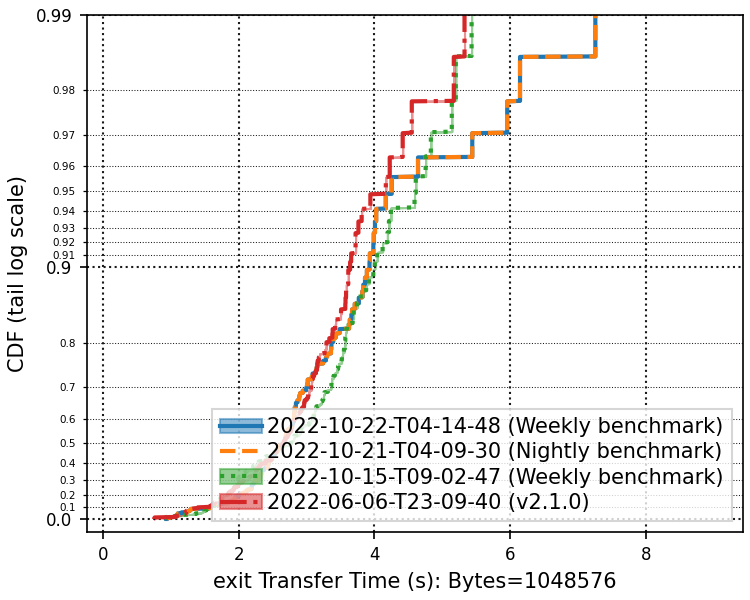 0.99
0.98
0.97
0.96
0.95
0.94
0.93
0.92
0.91
0.9
0.8
0.7
0.6
0.5
0.4
0.3
0.2
0.1
0.0
CDF (tail log scale)
2022-10-22-T04-14-48 (Weekly benchmark)
2022-10-21-T04-09-30 (Nightly benchmark)
2022-10-15-T09-02-47 (Weekly benchmark)
2022-06-06-T23-09-40 (v2.1.0)
0 2 4 6 8
exit Transfer Time (s): Bytes=1048576